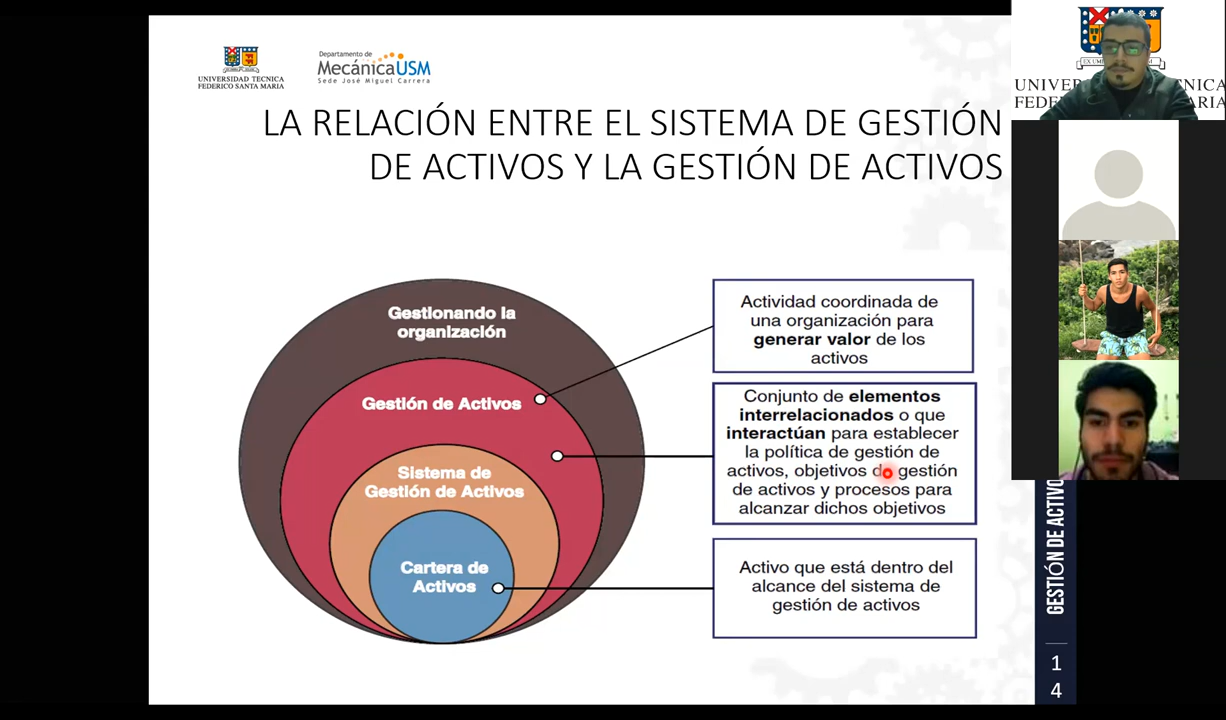 UNIVERSIDAD TECNICA
FEDERICO SANTA MARIA
Departamento de
MecánicaUSM
Sede José Miguel Carrera
LA RELACIÓN ENTRE EL SISTEMA DE GESTIÓN
DE ACTIVOS Y LA GESTIÓN DE ACTIVOS
Gestionando la
organización
Gestión de Activos
Sistema de
Gestión de Activos
Cartera de
Activos
Actividad coordinada de
una organización para
generar valor de los
activos
Conjunto de elementos
interrelacionados o que
interactúan para establecer
la política de gestión de
activos, objetivos de gestión
de activos y procesos para
alcanzar dichos objetivos
Activo que está dentro del
alcance del sistema de
gestión de activos
GESTIÓN DE ACTIVO
1
4